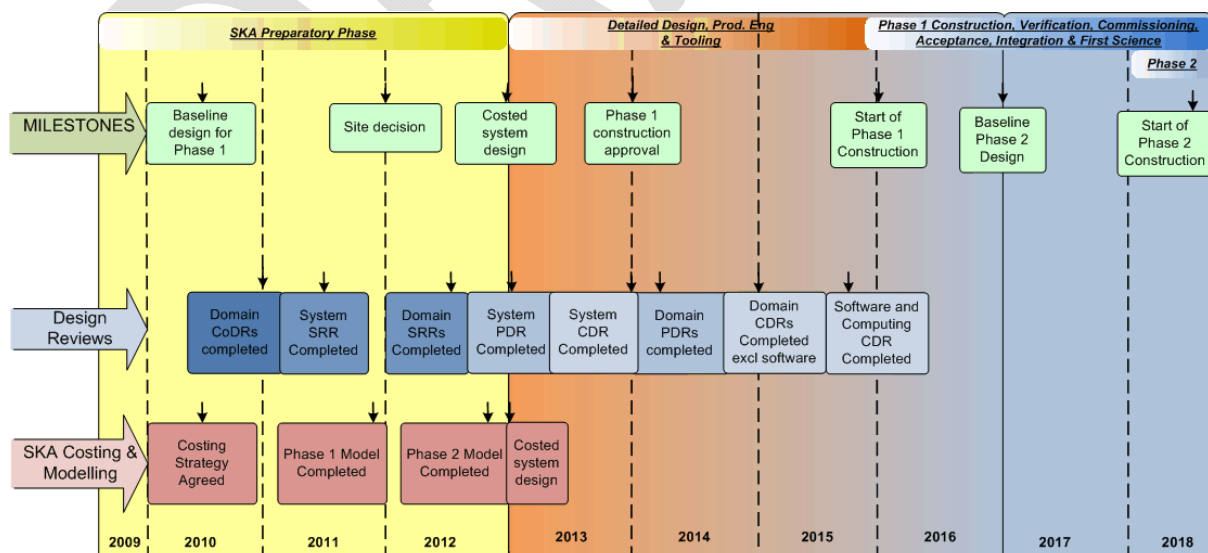 SKA Preparatory Phase
Detailed Design, Prod. Eng
& Tooling
Phase 1 Construction, Verification, Commissioning,
Acceptance, Integration & First Science
Phase 2
MILESTONES
Baseline
design for
Phase 1
Site decision
Costed
system
design
Phase 1
construction
approval
Start of
Phase 1
Construction
Baseline
Phase 2
Design
Start of
Phase 2
Construction
Design
Reviews
Domain
CoDRs
completed
System
SRR
Completed
Domain
SRRs
Completed
System
PDR
Completed
System
CDR
Completed
Domain
PDRs
completed
Domain
CDRs
Completed
excl software
Software and
Computing
CDR
Completed
SKA Costing &
Modelling
Costing
Strategy
Agreed
Phase 1 Model
Completed
Phase 2 Model
Completed
Costed
system
design
2009
2010
2011
2012
2013
2014
2015
2016
2017
2018